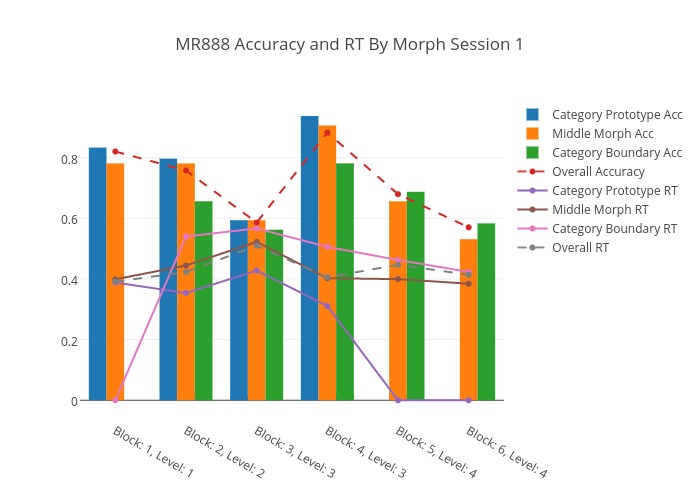 MR888 Accuracy and RT By Morph Session 1
Category Prototype Acc
Middle Morph Acc
Category Boundary Acc
Overall Accuracy
Category Prototype RT
Middle Morph RT
Category Boundary RT
Overall RT
0.8
0.6
0.4
0.2
0
Block: 1, Level: 1
Block: 2, Level: 2
Block: 3, Level: 3
Block: 4, Level: 3
Block: 5, Level: 4
Block: 6, Level: 4